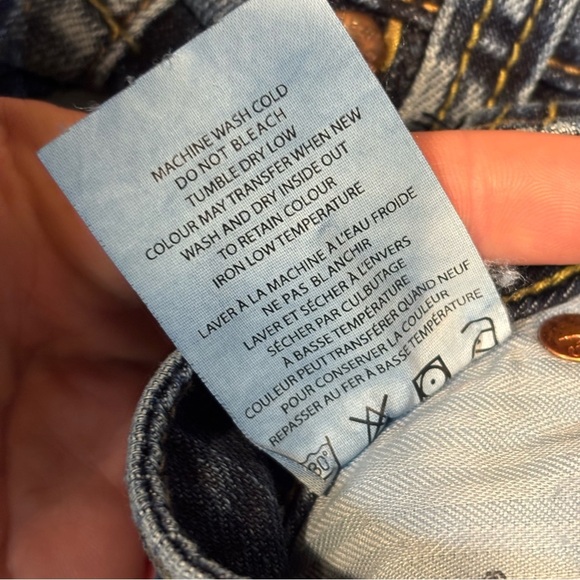 MACHINE WASH COLD
DO NOT BLEACH
TUMBLE DRY LOW
COLOUR MAY TRANSFER WHEN NEW
WASH AND DRY INSIDE OUT
TO RETAIN COLOUR
IRON LOW TEMPERATURE
LAVER À LA MACHINE À L'EAU FROIDE
NE PAS BLANCHIR
LAVER ET SÉCHER À L'ENVERS
SÉCHER PAR CULBUTAGE
À BASSE TEMPÉRATURE
COULEUR PEUT TRANSFÉRER QUAND NEUF
POUR CONSERVER LA COULEUR
REPASSER AU FER À BASSE TEMPÉRATURE
30°